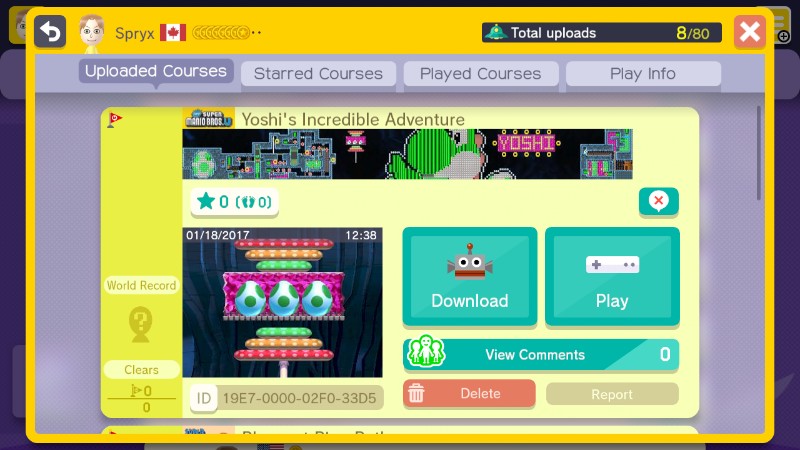 Spryx
Total uploads 8/80
Uploaded Courses
Starred Courses
Played Courses
Play Info
SUPER MARIO BROS. U
Yoshi's Incredible Adventure
YOSHI
0 (0)
01/18/2017 12:38
World Record
Clears
0
0
Download
Play
View Comments 0
ID 19E7-0000-02F0-33D5
Delete
Report